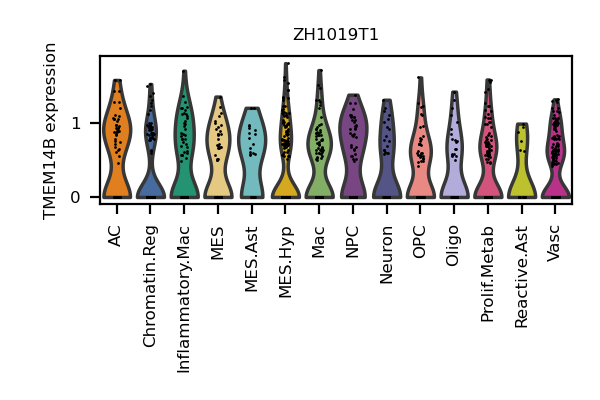 ZH1019T1
TMEM14B expression
1
0
AC
Chromatin.Reg
Inflammatory.Mac
MES
MES.Ast
MES.Hyp
Mac
NPC
Neuron
OPC
Oligo
Prolif.Metab
Reactive.Ast
Vasc